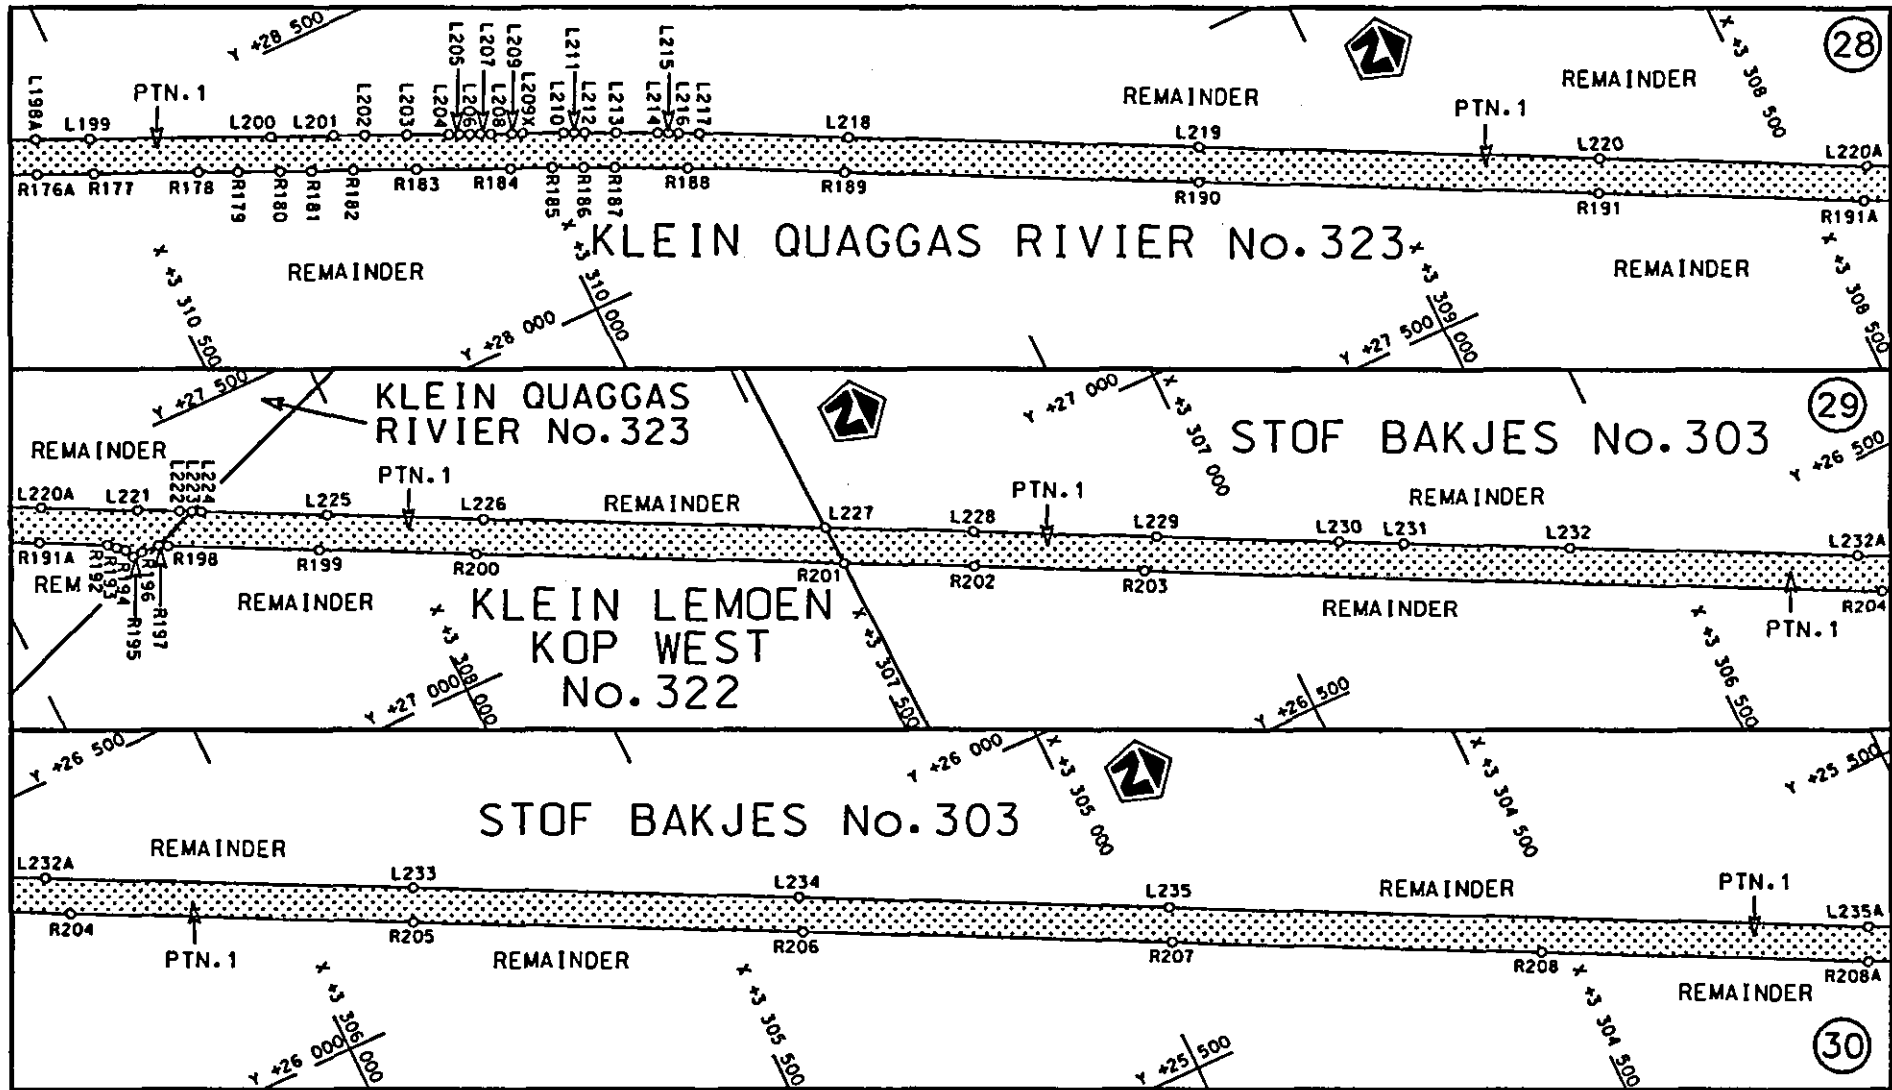 Y +28 500
X +3 308 500
28
L198A
L199
PTN.1
L200
L201
L202
L203
L204
L205
L206
L207
L208
L209
L209X
L210
L211
L212
L213
L214
L215
L216
L217
L218
REMAINDER
L219
PTN.1
REMAINDER
L220
L220A
R176A
R177
R178
R179
R180
R181
R182
R183
R184
R185
R186
R187
R188
R189
R190
R191
R191A
KLEIN QUAGGAS RIVIER No.323
REMAINDER
REMAINDER
X +3 310 500
Y +28 000
X +3 310 000
Y +27 500
X +3 309 000
X +3 308 500
Y +27 500
KLEIN QUAGGAS
RIVIER No.323
Y +27 000
X +3 307 000
29
STOF BAKJES No.303
Y +26 500
REMAINDER
PTN.1
REMAINDER
PTN.1
REMAINDER
L220A
L221
L222
L223
L224
L225
L226
L227
L228
L229
L230
L231
L232
L232A
R191A
R192
R193
R194
R195
R196
R197
R198
R199
R200
R201
R202
R203
R204
REM
REMAINDER
KLEIN LEMOEN
KOP WEST
No.322
REMAINDER
PTN.1
Y +27 000
X +3 308 000
X +3 307 500
Y +26 500
X +3 306 500
Y +26 500
Y +26 000
X +3 305 000
X +3 304 500
Y +25 500
STOF BAKJES No.303
REMAINDER
REMAINDER
PTN.1
L232A
L233
L234
L235
L235A
R204
R205
R206
R207
R208
R208A
PTN.1
REMAINDER
REMAINDER
Y +26 000
X +3 306 000
X +3 305 500
Y +25 500
X +3 304 500
30